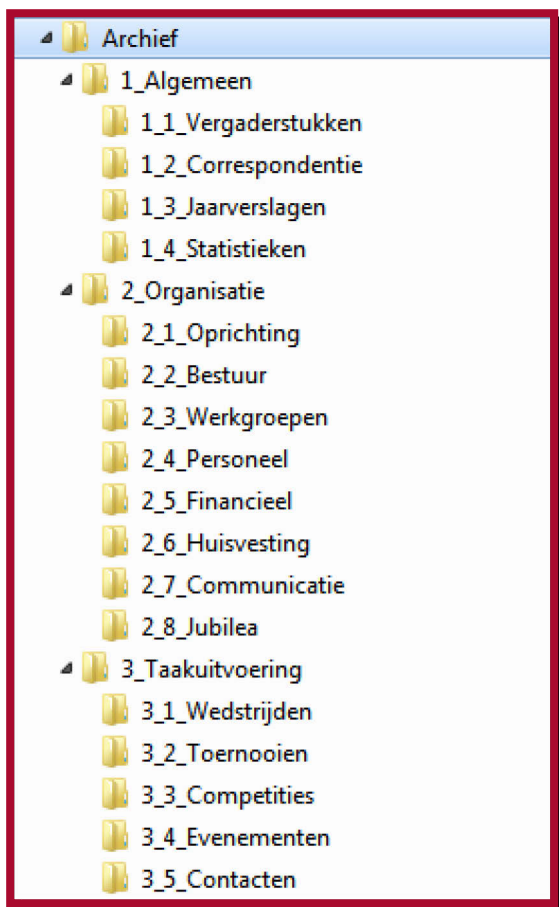 Archief
1_Algemeen
1_1_Vergaderstukken
1_2_Correspondentie
1_3_Jaarverslagen
1_4_Statistieken
2_Organisatie
2_1_Oprichting
2_2_Bestuur
2_3_Werkgroepen
2_4_Personeel
2_5_Financieel
2_6_Huisvesting
2_7_Communicatie
2_8_Jubilea
3_Taakuitvoering
3_1_Wedstrijden
3_2_Toernooien
3_3_Competities
3_4_Evenementen
3_5_Contacten